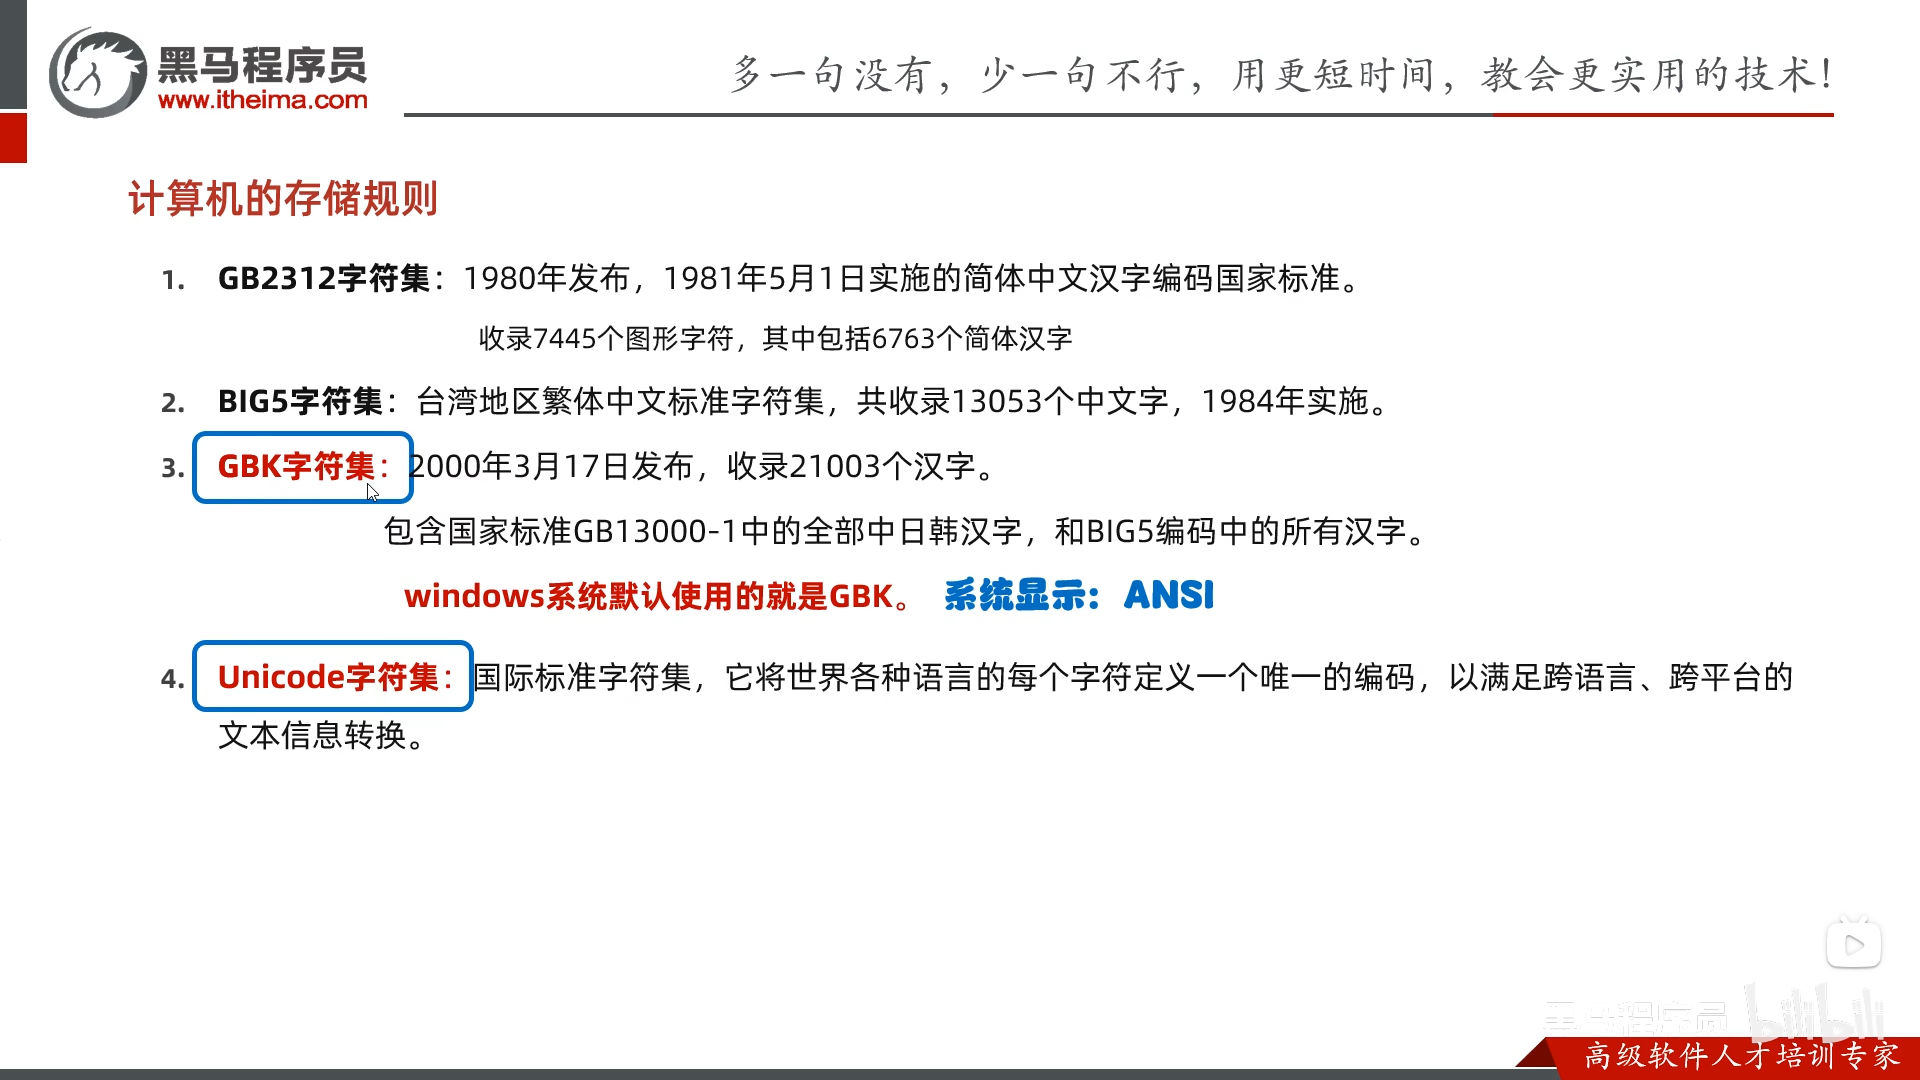 黑马程序员
www.itheima.com
多一句没有，少一句不行，用更短时间，教会更实用的技术！
计算机的存储规则
1. GB2312字符集：1980年发布，1981年5月1日实施的简体中文汉字编码国家标准。
收录7445个图形字符，其中包括6763个简体汉字
2. BIG5字符集：台湾地区繁体中文标准字符集，共收录13053个中文字，1984年实施。
3. GBK字符集：2000年3月17日发布，收录21003个汉字。
包含国家标准GB13000-1中的全部中日韩汉字，和BIG5编码中的所有汉字。
windows系统默认使用的就是GBK。 系统显示：ANSI
4. Unicode字符集：国际标准字符集，它将世界各种语言的每个字符定义一个唯一的编码，以满足跨语言、跨平台的
文本信息转换。
黑马程序员 bilibili
高级软件人才培训专家